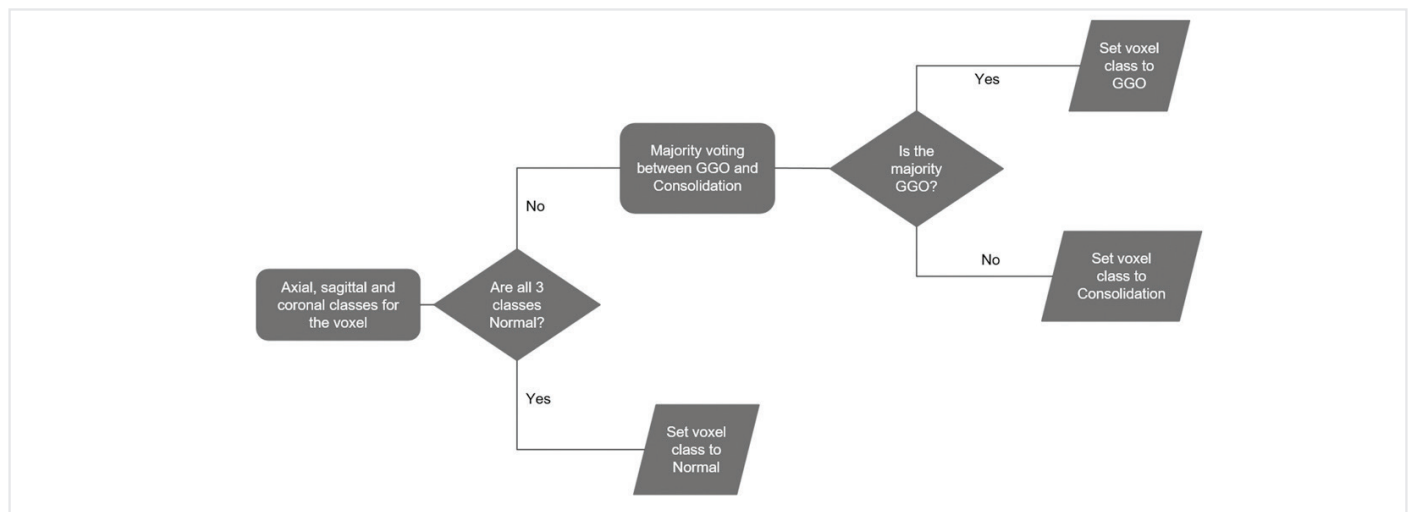 Axial, sagittal and
coronal classes for
the voxel
Are all 3
classes
Normal?
No
Yes
Set voxel
class to
Normal
Majority voting
between GGO and
Consolidation
Is the
majority
GGO?
Yes
Set voxel
class to
GGO
No
Set voxel
class to
Consolidation